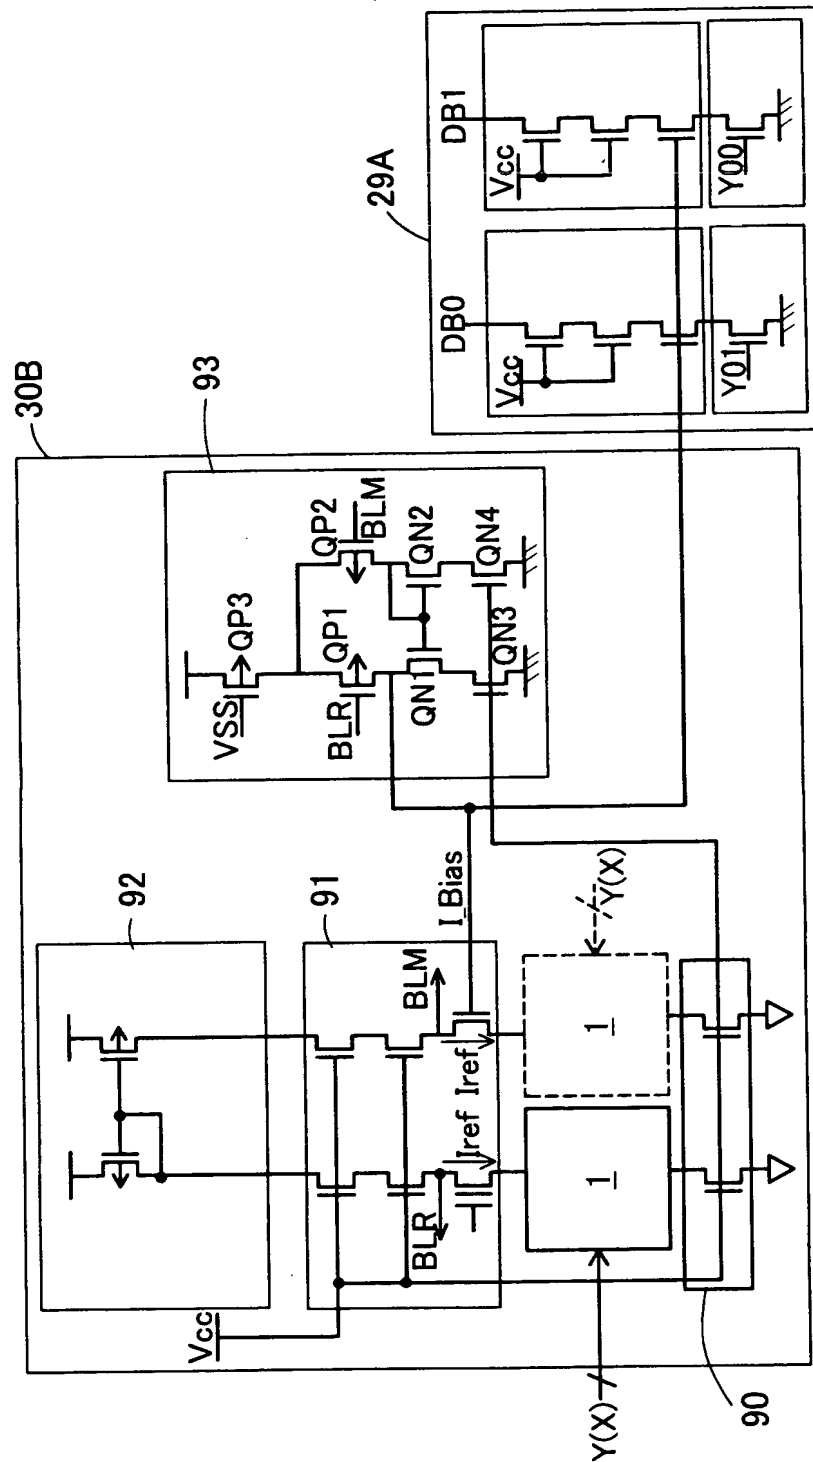 30B
92
Vcc
91
BLR
BLM
Iref
Iref
I_Bias
Y(X)
1
1
Y(X)
90
93
VSS
QP3
BLR
QP1
QP2
BLM
QN1
QN2
QN3
QN4
29A
DB0
Vcc
Y01
DB1
Vcc
Y00